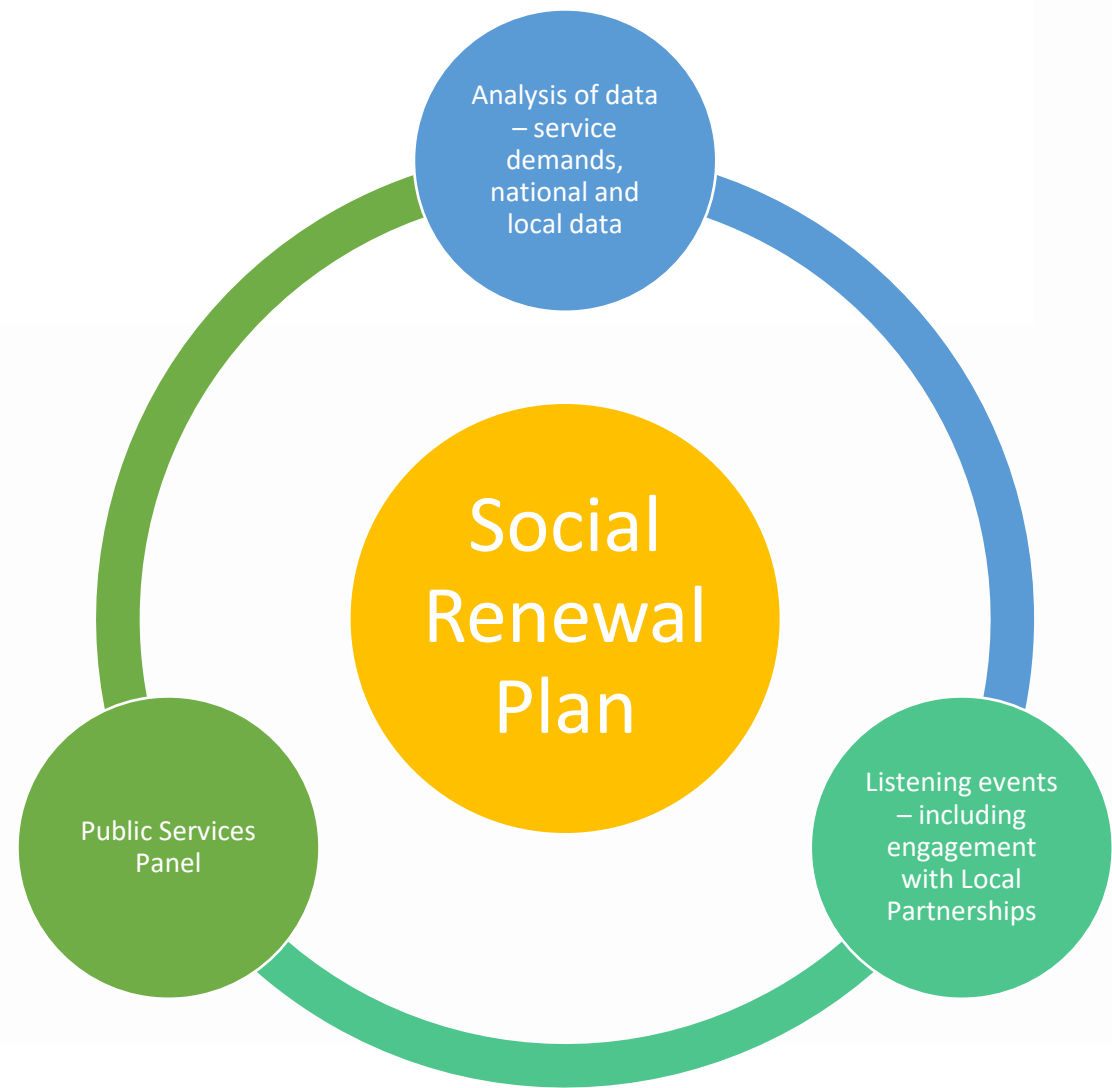 Analysis of data
– service
demands,
national and
local data
Social
Renewal
Plan
Public Services
Panel
Listening events
– including
engagement
with Local
Partnerships